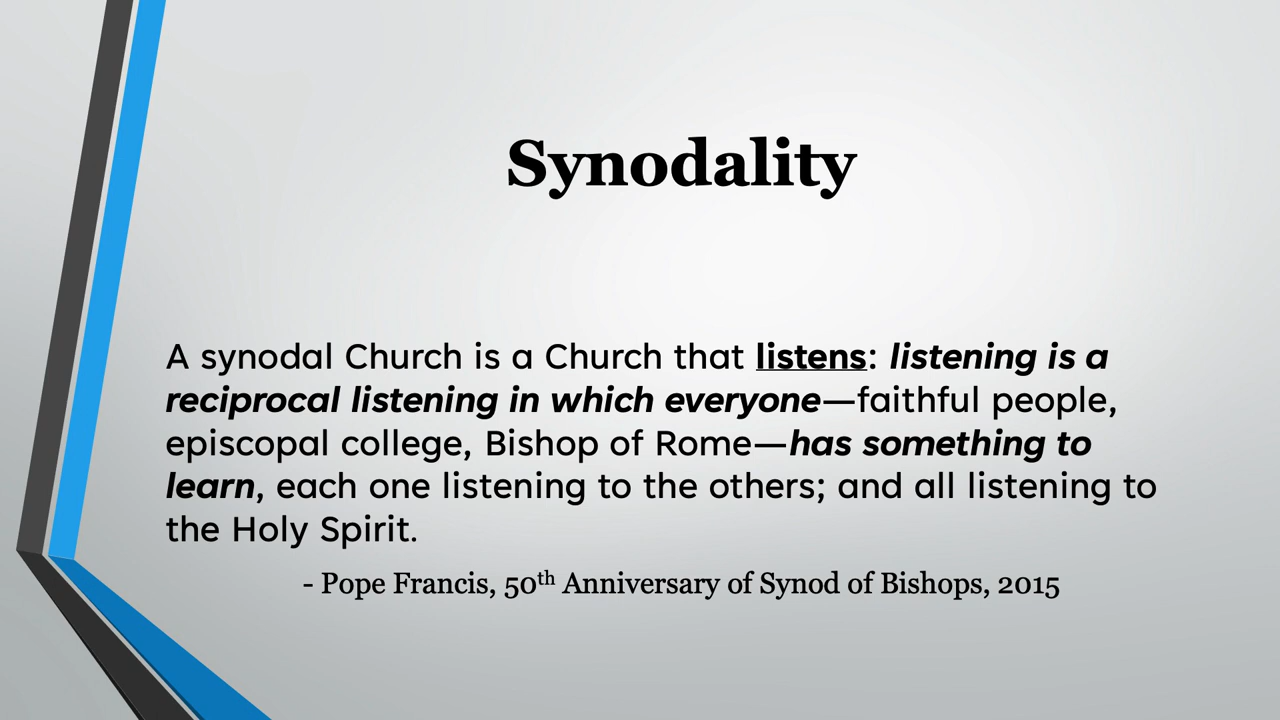 Synodality
A synodal Church is a Church that listens: listening is a
reciprocal listening in which everyone—faithful people,
episcopal college, Bishop of Rome—has something to
learn, each one listening to the others; and all listening to
the Holy Spirit.
- Pope Francis, 50th Anniversary of Synod of Bishops, 2015